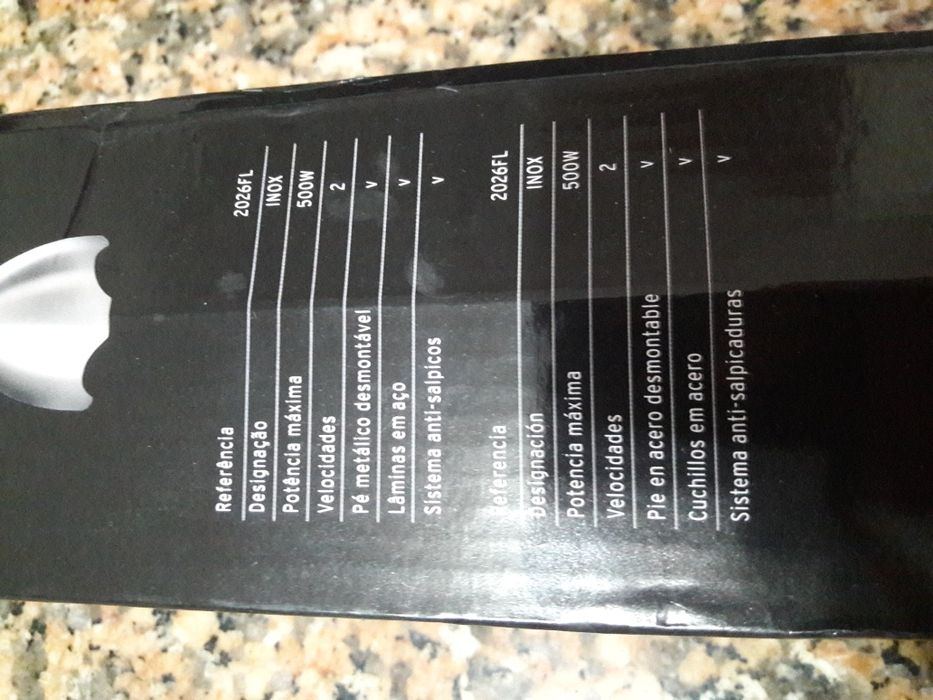 Referência 2026FL
Designação INOX
Potência máxima 500W
Velocidades 2
Pé metálico desmontável v
Lâminas em aço v
Sistema anti-salpicos v
Referencia 2026FL
Designación INOX
Potencia máxima 500W
Velocidades 2
Pie en acero desmontable v
Cuchillos em acero v
Sistema anti-salpicaduras v